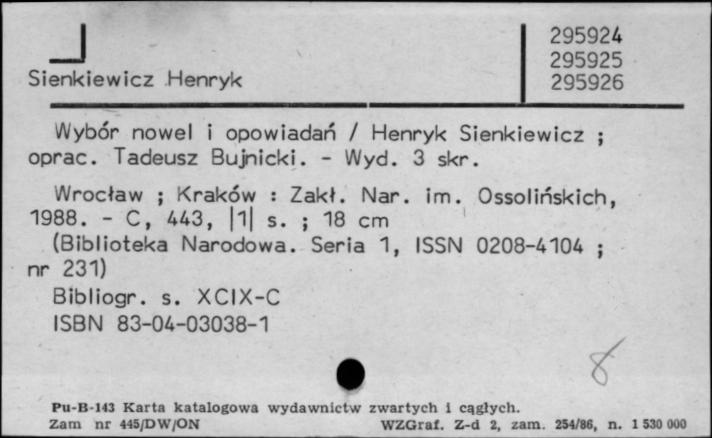 295924
295925
295926
Sienkiewicz Henryk
Wybór nowel i opowiadań / Henryk Sienkiewicz ;
oprac. Tadeusz Bujnicki. - Wyd. 3 skr.
Wrocław ; Kraków : Zakł. Nar. im. Ossolińskich,
1988. - C, 443, |1| s. ; 18 cm
(Biblioteka Narodowa. Seria 1, ISSN 0208-4104 ;
nr 231)
Bibliogr. s. XCIX-C
ISBN 83-04-03038-1
8
Pu-B-143 Karta katalogowa wydawnictw zwartych i cągłych.
Zam nr 445/DW/ON WZGraf. Z-d 2, zam. 254/86, n. 1 530 000